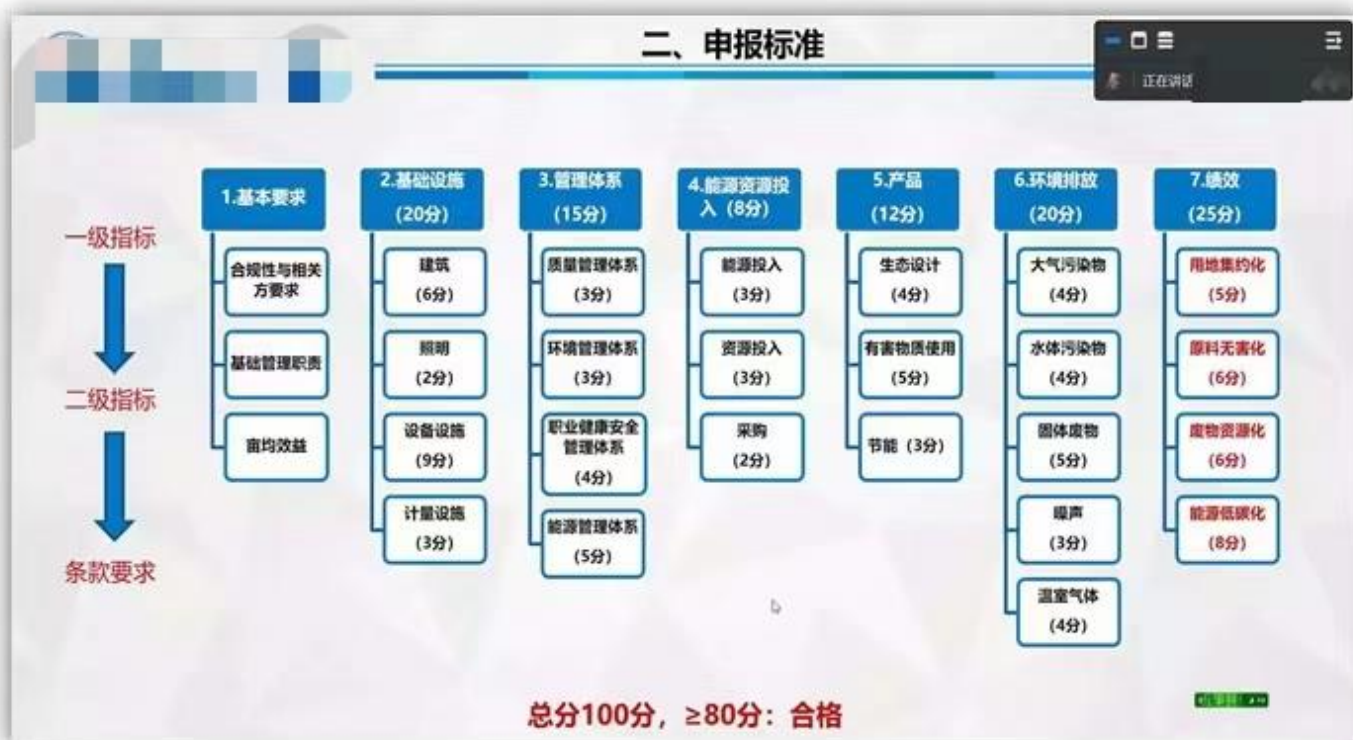 二、申报标准
正在讲话
一级指标
二级指标
条款要求
1.基本要求
合规性与相关
方要求
基础管理职责
亩均效益
2.基础设施
(20分)
建筑
(6分)
照明
(2分)
设备设施
(9分)
计量设施
(3分)
3.管理体系
(15分)
质量管理体系
(3分)
环境管理体系
(3分)
职业健康安全
管理体系
(4分)
能源管理体系
(5分)
4.能源资源投
入（8分）
能源投入
(3分)
资源投入
(3分)
采购
(2分)
5.产品
(12分)
生态设计
(4分)
有害物质使用
(5分)
节能（3分）
6.环境排放
(20分)
大气污染物
(4分)
水体污染物
(4分)
固体废物
(5分)
噪声
(3分)
温室气体
(4分)
7.绩效
(25分)
用地集约化
(5分)
原料无害化
(6分)
废物资源化
(6分)
能源低碳化
(8分)
总分100分，≥80分：合格